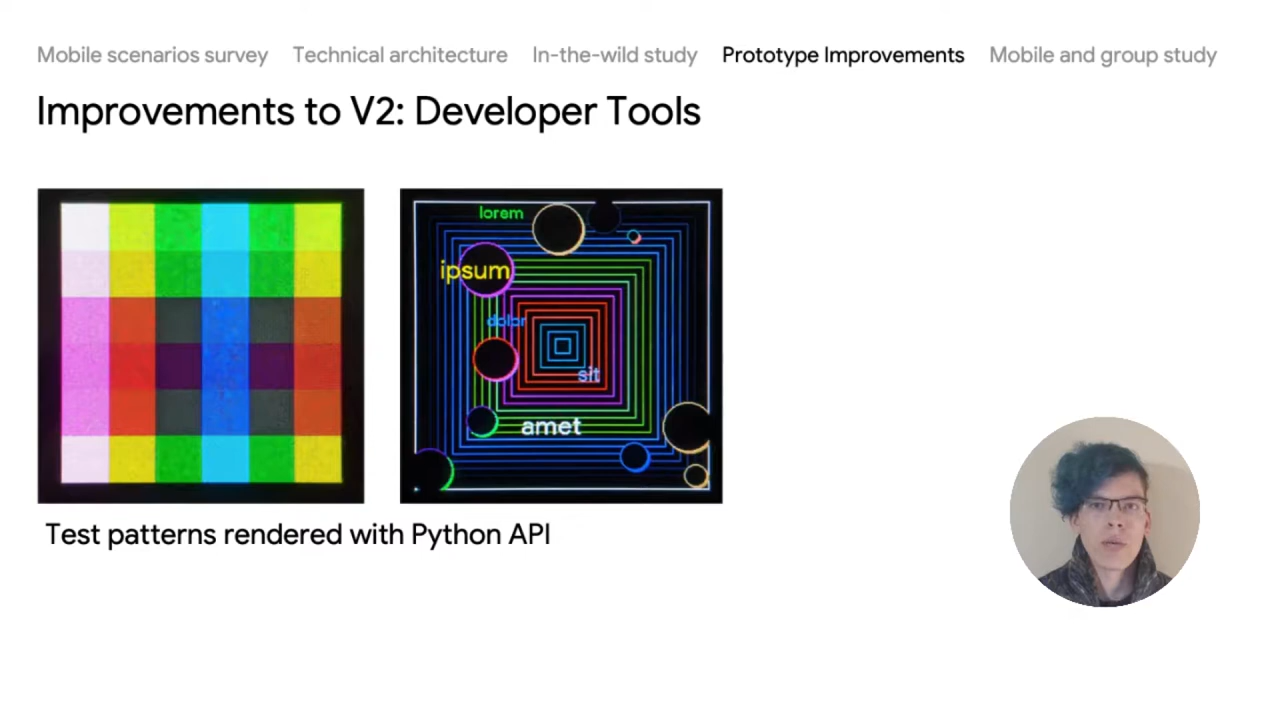 Mobile scenarios survey Technical architecture In-the-wild study Prototype Improvements Mobile and group study
Improvements to V2: Developer Tools
lorem
ipsum
dolor
sit
amet
Test patterns rendered with Python API